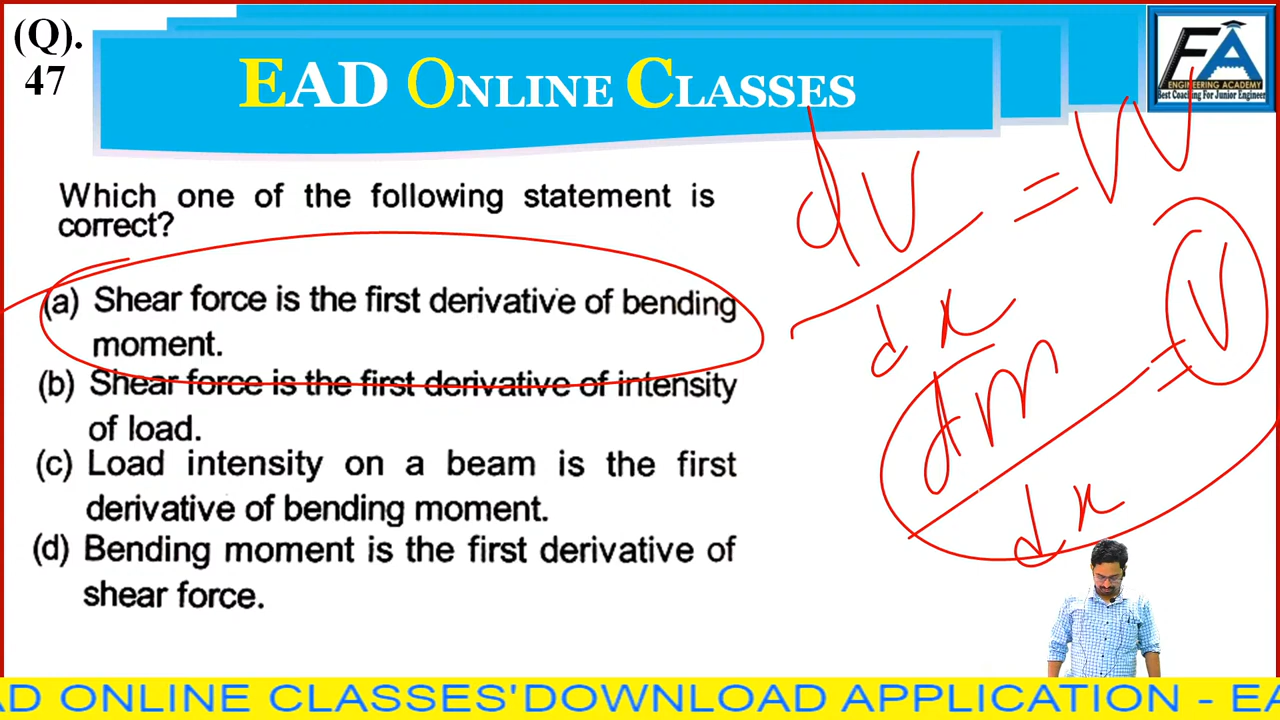 (Q).
47
EAD ONLINE CLASSES
ENGINEERING ACADEMY
Best Coaching For Junior Engineer
Which one of the following statement is
correct?
(a) Shear force is the first derivative of bending
moment.
(b) Shear force is the first derivative of intensity
of load.
(c) Load intensity on a beam is the first
derivative of bending moment.
(d) Bending moment is the first derivative of
shear force.
dv
dx
= W
dm
dx
= V
AD ONLINE CLASSES'DOWNLOAD APPLICATION - EA